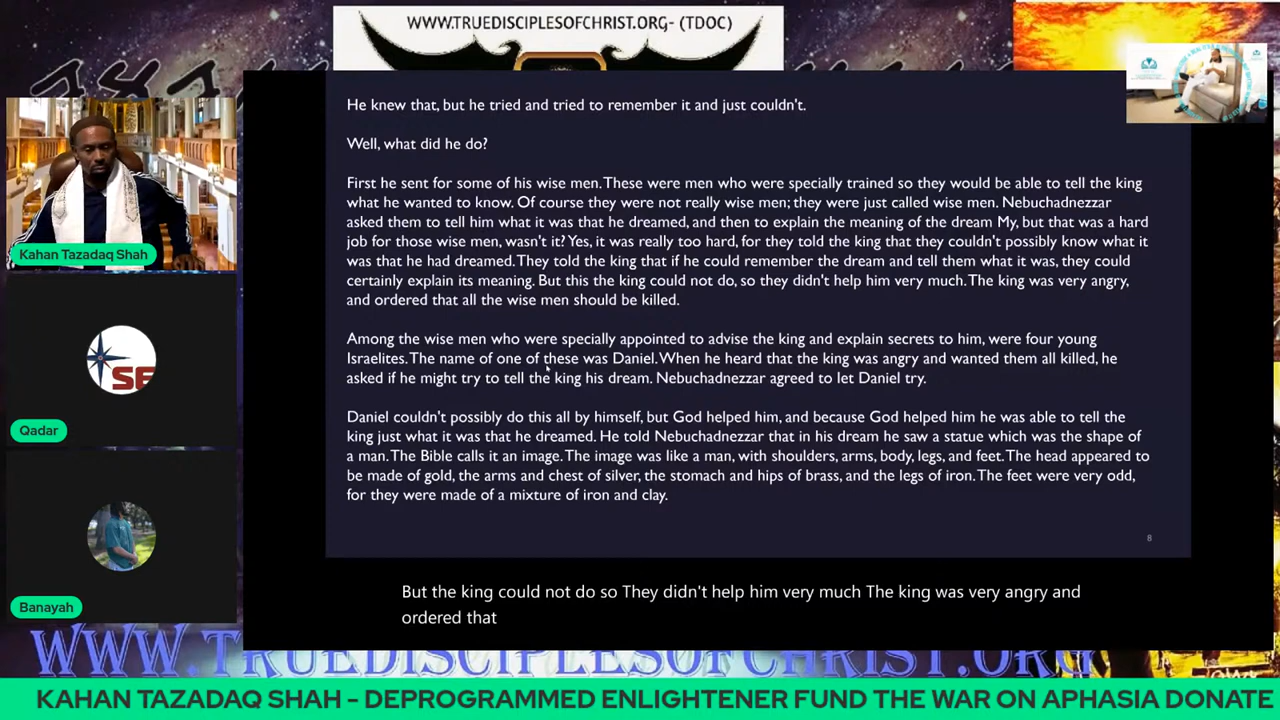 WWW.TRUEDISCIPLESOFCHRIST.ORG- (TDOC)
He knew that, but he tried and tried to remember it and just couldn't.
Well, what did he do?
First he sent for some of his wise men. These were men who were specially trained so they would be able to tell the king
what he wanted to know. Of course they were not really wise men; they were just called wise men. Nebuchadnezzar
asked them to tell him what it was that he dreamed, and then to explain the meaning of the dream My, but that was a hard
job for those wise men, wasn't it? Yes, it was really too hard, for they told the king that they couldn't possibly know what it
was that he had dreamed. They told the king that if he could remember the dream and tell them what it was, they could
certainly explain its meaning. But this the king could not do, so they didn't help him very much. The king was very angry,
and ordered that all the wise men should be killed.
Among the wise men who were specially appointed to advise the king and explain secrets to him, were four young
Israelites. The name of one of these was Daniel. When he heard that the king was angry and wanted them all killed, he
asked if he might try to tell the king his dream. Nebuchadnezzar agreed to let Daniel try.
Daniel couldn't possibly do this all by himself, but God helped him, and because God helped him he was able to tell the
king just what it was that he dreamed. He told Nebuchadnezzar that in his dream he saw a statue which was the shape of
a man. The Bible calls it an image. The image was like a man, with shoulders, arms, body, legs, and feet. The head appeared to
be made of gold, the arms and chest of silver, the stomach and hips of brass, and the legs of iron. The feet were very odd,
for they were made of a mixture of iron and clay.
8
Kahan Tazadaq Shah
SE
Qadar
Banayah
But the king could not do so They didn't help him very much The king was very angry and
ordered that
WWW.TRUEDISCIPLESOFCHRIST.ORG
KAHAN TAZADAQ SHAH - DEPROGRAMMED ENLIGHTENER FUND THE WAR ON APHASIA DONATE